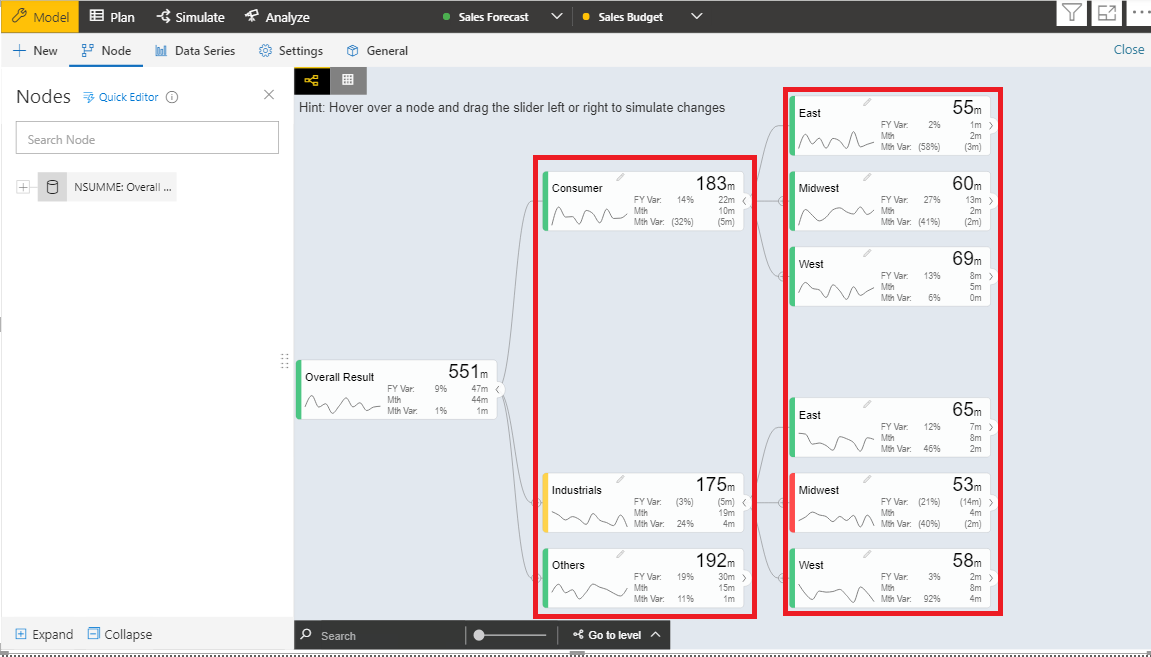 Model Plan Simulate Analyze Sales Forecast Sales Budget
New Node Data Series Settings General Close
Nodes Quick Editor
Search Node
NSUMME: Overall ...
Expand Collapse
Hint: Hover over a node and drag the slider left or right to simulate changes
Overall Result 551m
FY Var: 9% 47m
Mth 44m
Mth Var: 1% 1m
Consumer 183m
FY Var: 14% 22m
Mth 10m
Mth Var: (32%) (5m)
Industrials 175m
FY Var: (3%) (5m)
Mth 19m
Mth Var: 24% 4m
Others 192m
FY Var: 19% 30m
Mth 15m
Mth Var: 11% 1m
East 55m
FY Var: 2% 1m
Mth 2m
Mth Var: (58%) (3m)
Midwest 60m
FY Var: 27% 13m
Mth 2m
Mth Var: (41%) (2m)
West 69m
FY Var: 13% 8m
Mth 5m
Mth Var: 6% 0m
East 65m
FY Var: 12% 7m
Mth 8m
Mth Var: 46% 2m
Midwest 53m
FY Var: (21%) (14m)
Mth 4m
Mth Var: (40%) (2m)
West 58m
FY Var: 3% 2m
Mth 8m
Mth Var: 92% 4m
Search Go to level